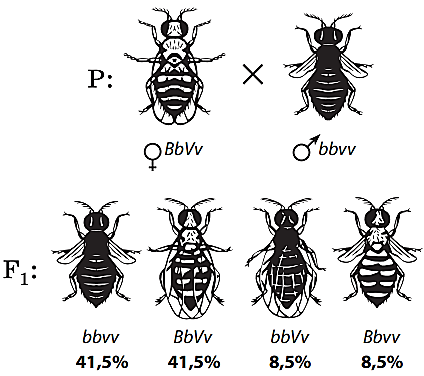 P:
×
♀ BbVv ♂ bbvv
F₁:
bbvv BbVv bbVv Bbvv
41,5% 41,5% 8,5% 8,5%